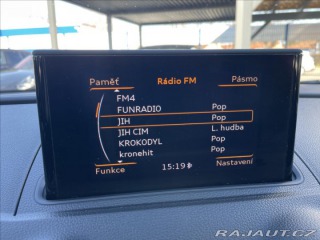 Paměť Rádio FM Pásmo
FM4
FUNRADIO Pop
JIH Pop
JIH CIM L. hudba
KROKODYL Pop
kronehit Pop
Funkce 15:19 Nastavení
RAJAUT.CZ